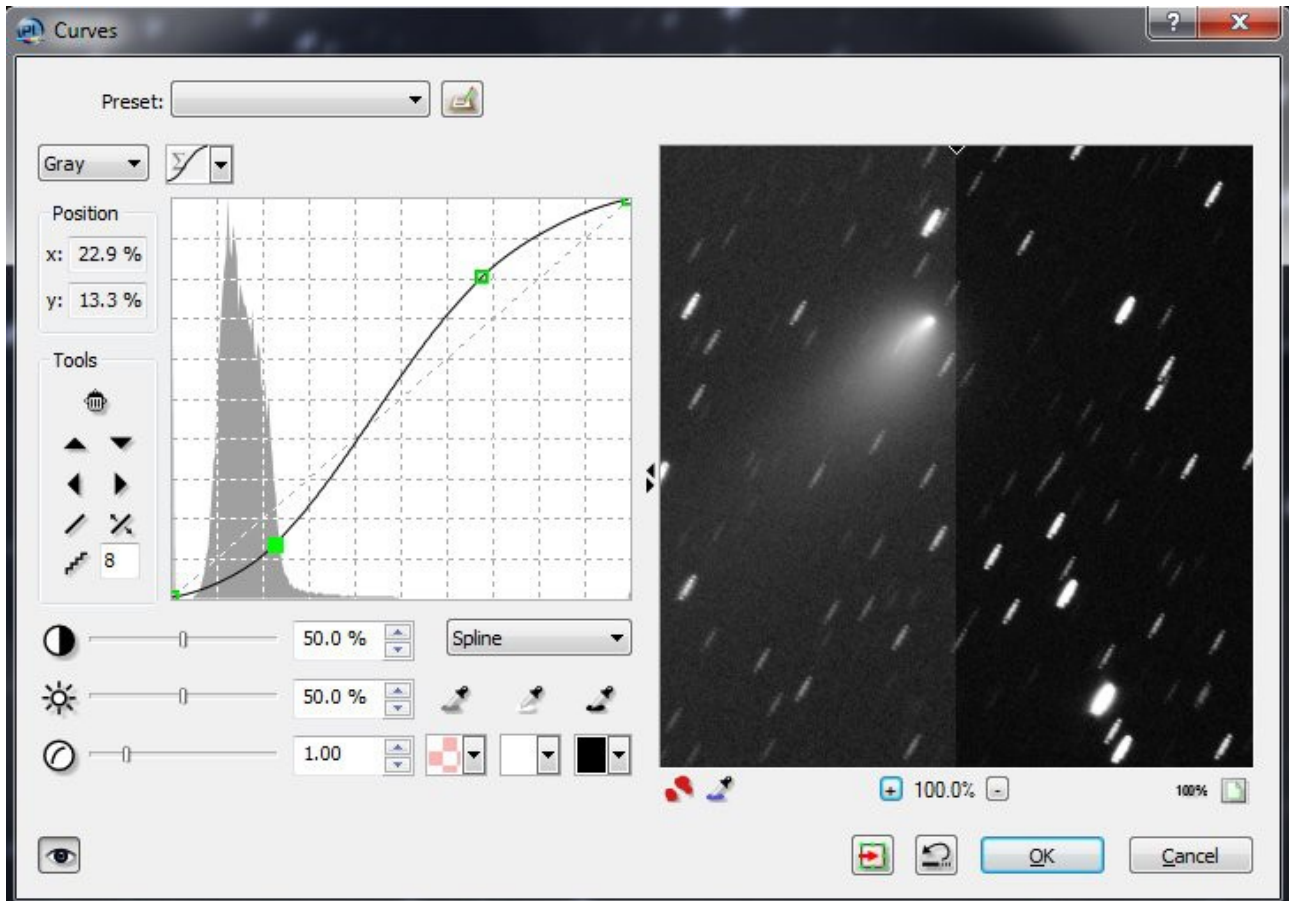 PL Curves
?
X
Preset:
Gray
Σ
Position
x: 22.9 %
y: 13.3 %
Tools
8
50.0 %
Spline
50.0 %
1.00
+ 100.0% -
100%
OK
Cancel